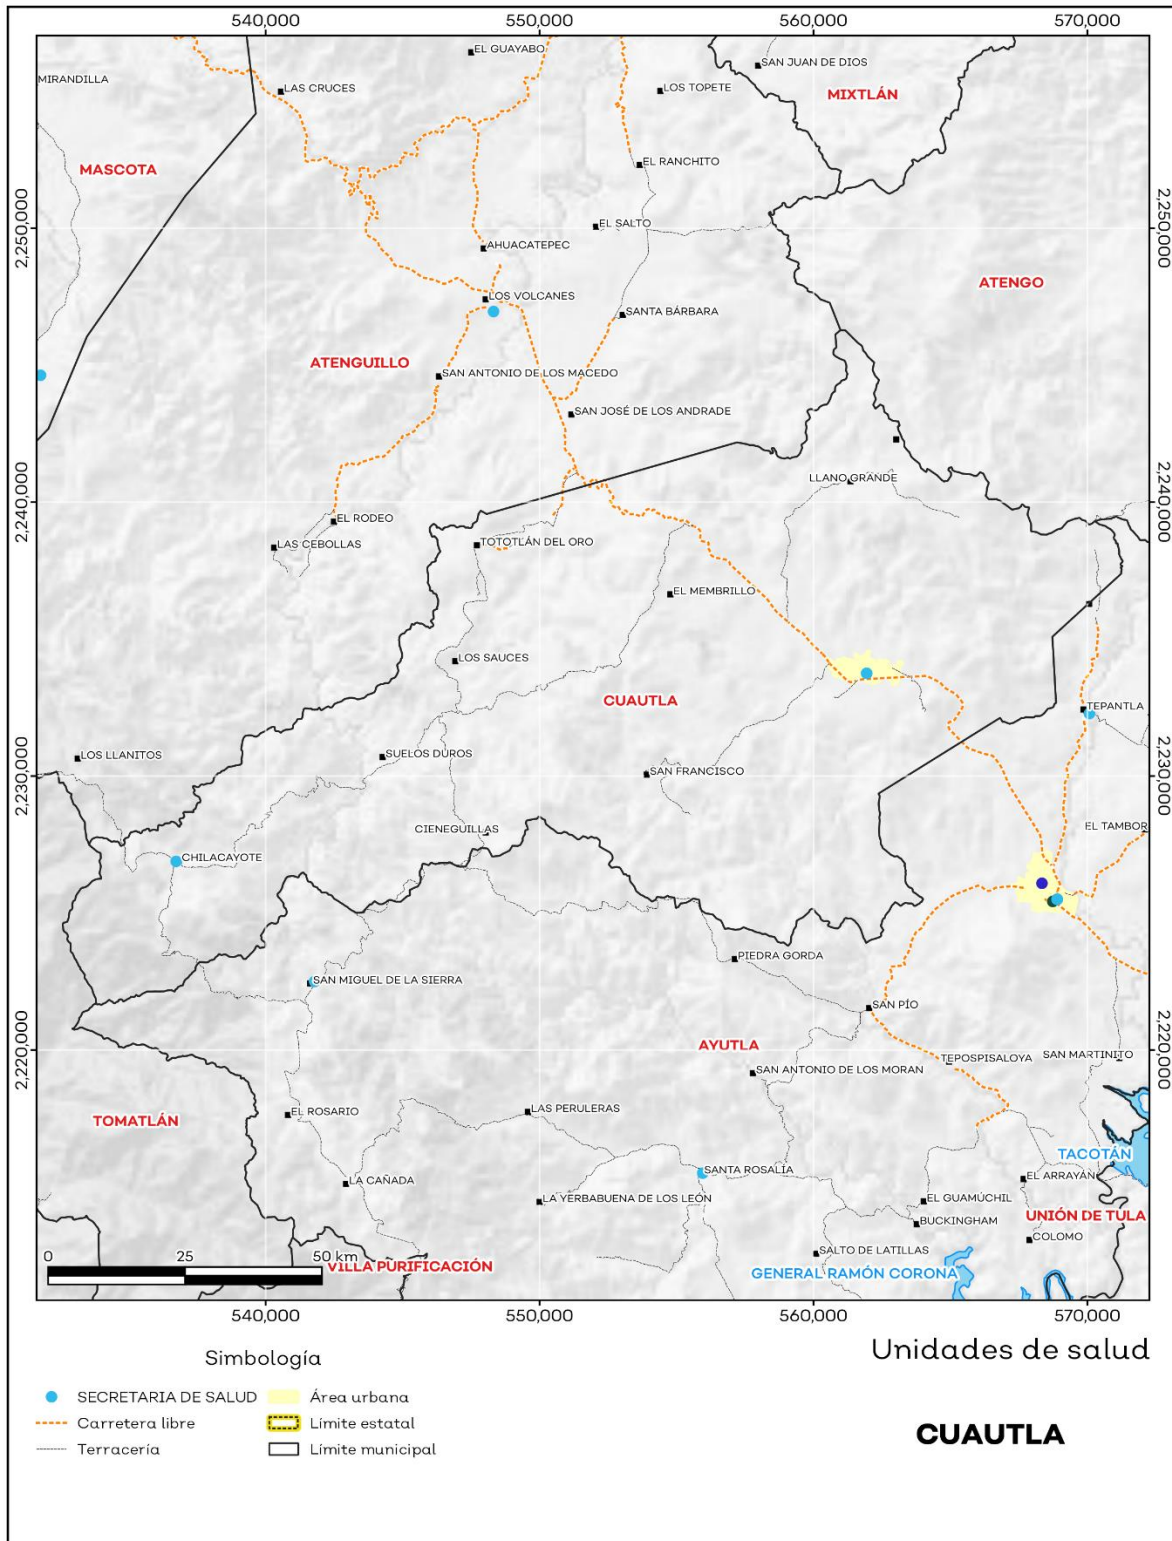 540,000
550,000
560,000
570,000
EL GUAYABO
SAN JUAN DE DIOS
MIRANDILLA
LAS CRUCES
LOS TOPETE
MIXTLÁN
EL RANCHITO
MASCOTA
2,250,000
2,250,000
EL SALTO
AHUACATEPEC
ATENGO
LOS VOLCANES
SANTA BÁRBARA
ATENGUILLO
SAN ANTONIO DE LOS MACEDO
SAN JOSÉ DE LOS ANDRADE
LLANO GRANDE
2,240,000
2,240,000
EL RODEO
LAS CEBOLLAS
TOTOTLÁN DEL ORO
EL MEMBRILLO
LOS SAUCES
CUAUTLA
TEPANTLA
LOS LLANITOS
SUELOS DUROS
2,230,000
2,230,000
SAN FRANCISCO
CIENEGUILLAS
EL TAMBOR
CHILACAYOTE
PIEDRA GORDA
SAN MIGUEL DE LA SIERRA
SAN PÍO
2,220,000
2,220,000
AYUTLA
TEPOSPISALOYA
SAN MARTINITO
SAN ANTONIO DE LOS MORAN
EL ROSARIO
LAS PERULERAS
TOMATLÁN
TACOTÁN
SANTA ROSALÍA
LA CAÑADA
EL ARRAYÁN
LA YERBABUENA DE LOS LEÓN
EL GUAMÚCHIL
UNIÓN DE TULA
BUCKINGHAM
COLOMO
SALTO DE LATILLAS
0 25 50 km
VILLA PURIFICACIÓN
GENERAL RAMÓN CORONA
540,000
550,000
560,000
570,000
Simbología
Unidades de salud
SECRETARIA DE SALUD
Área urbana
Carretera libre
Límite estatal
Terracería
Límite municipal
CUAUTLA